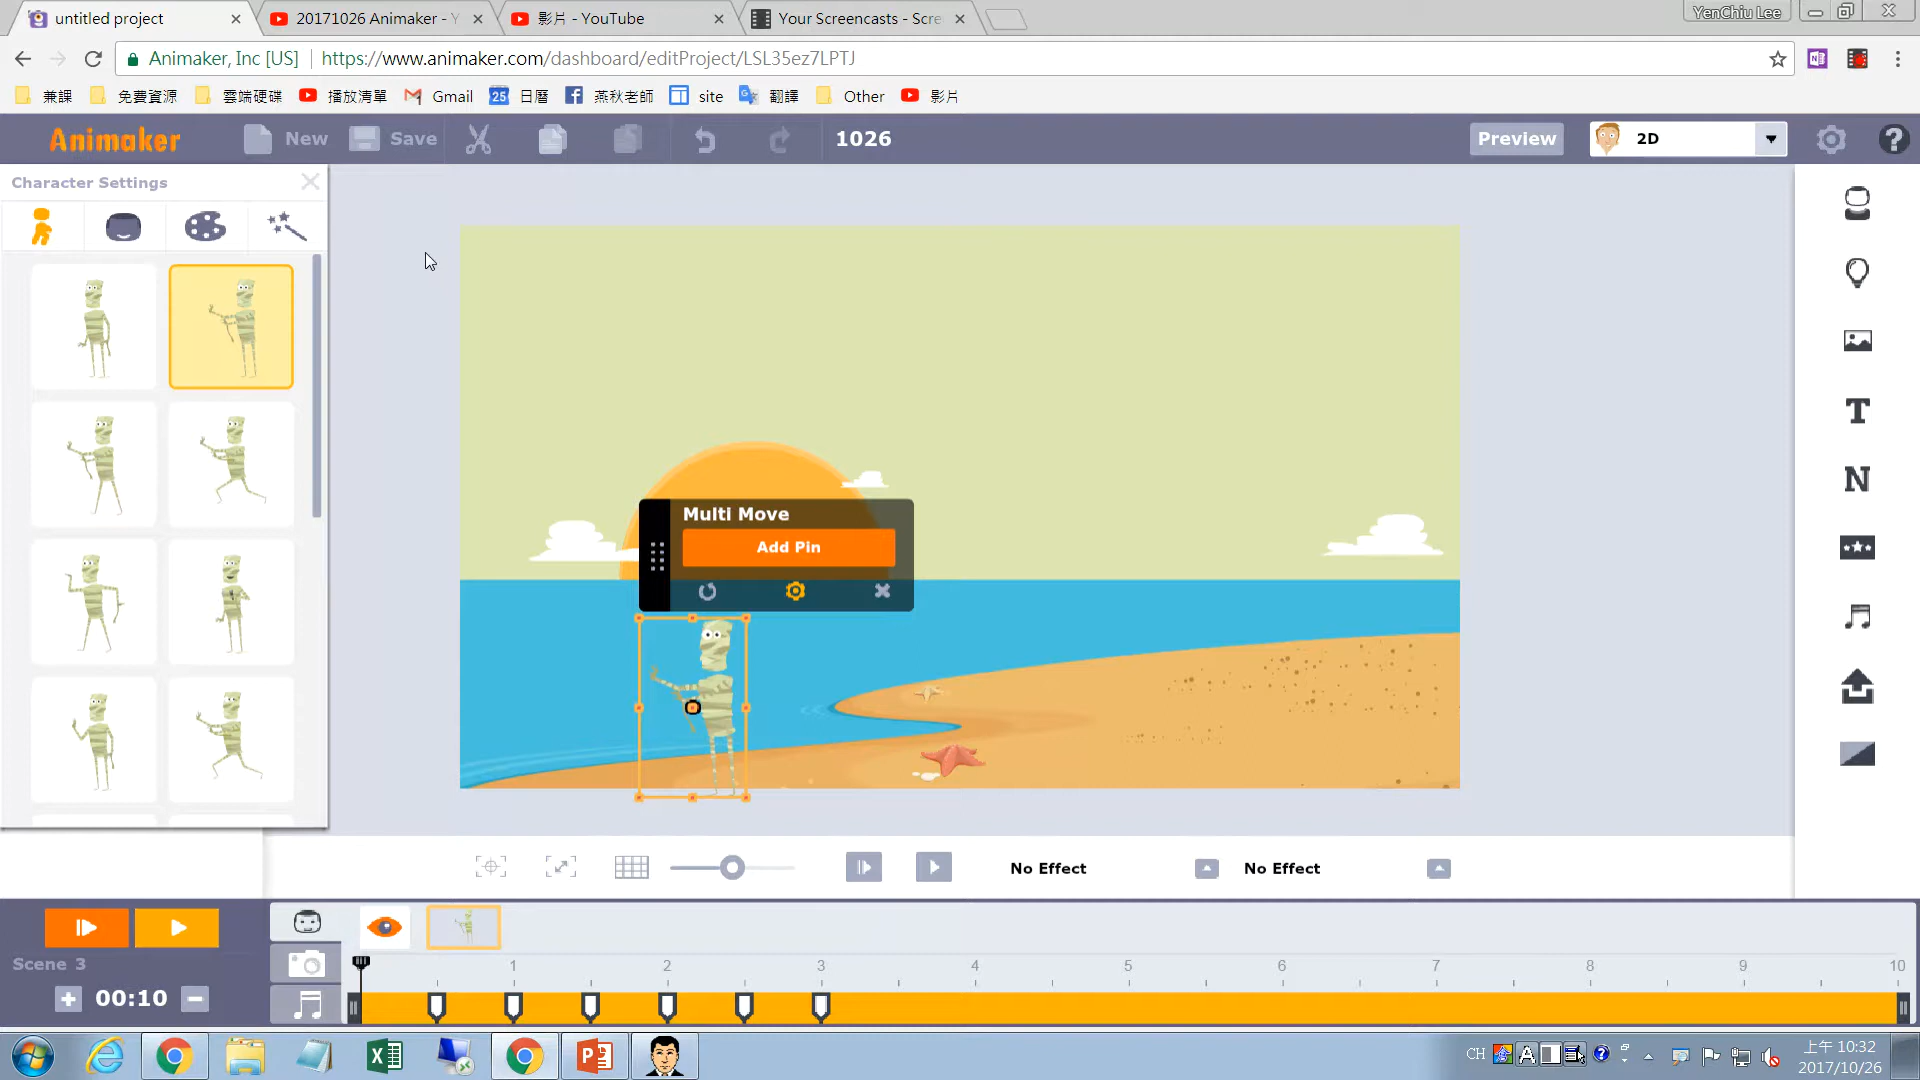 untitled project
20171026 Animaker - Y
影片 - YouTube
Your Screencasts - Scre
YenChiu Lee
Animaker, Inc [US]
https://www.animaker.com/dashboard/editProject/LSL35ez7LPTJ
兼課
免費資源
雲端硬碟
播放清單
Gmail
25 日曆
燕秋老師
site
翻譯
Other
影片
Animaker
New
Save
1026
Preview
2D
?
Character Settings
Multi Move
Add Pin
T
N
No Effect
No Effect
Scene 3
00:10
1 2 3 4 5 6 7 8 9 10
CH
A
上午 10:32
2017/10/26